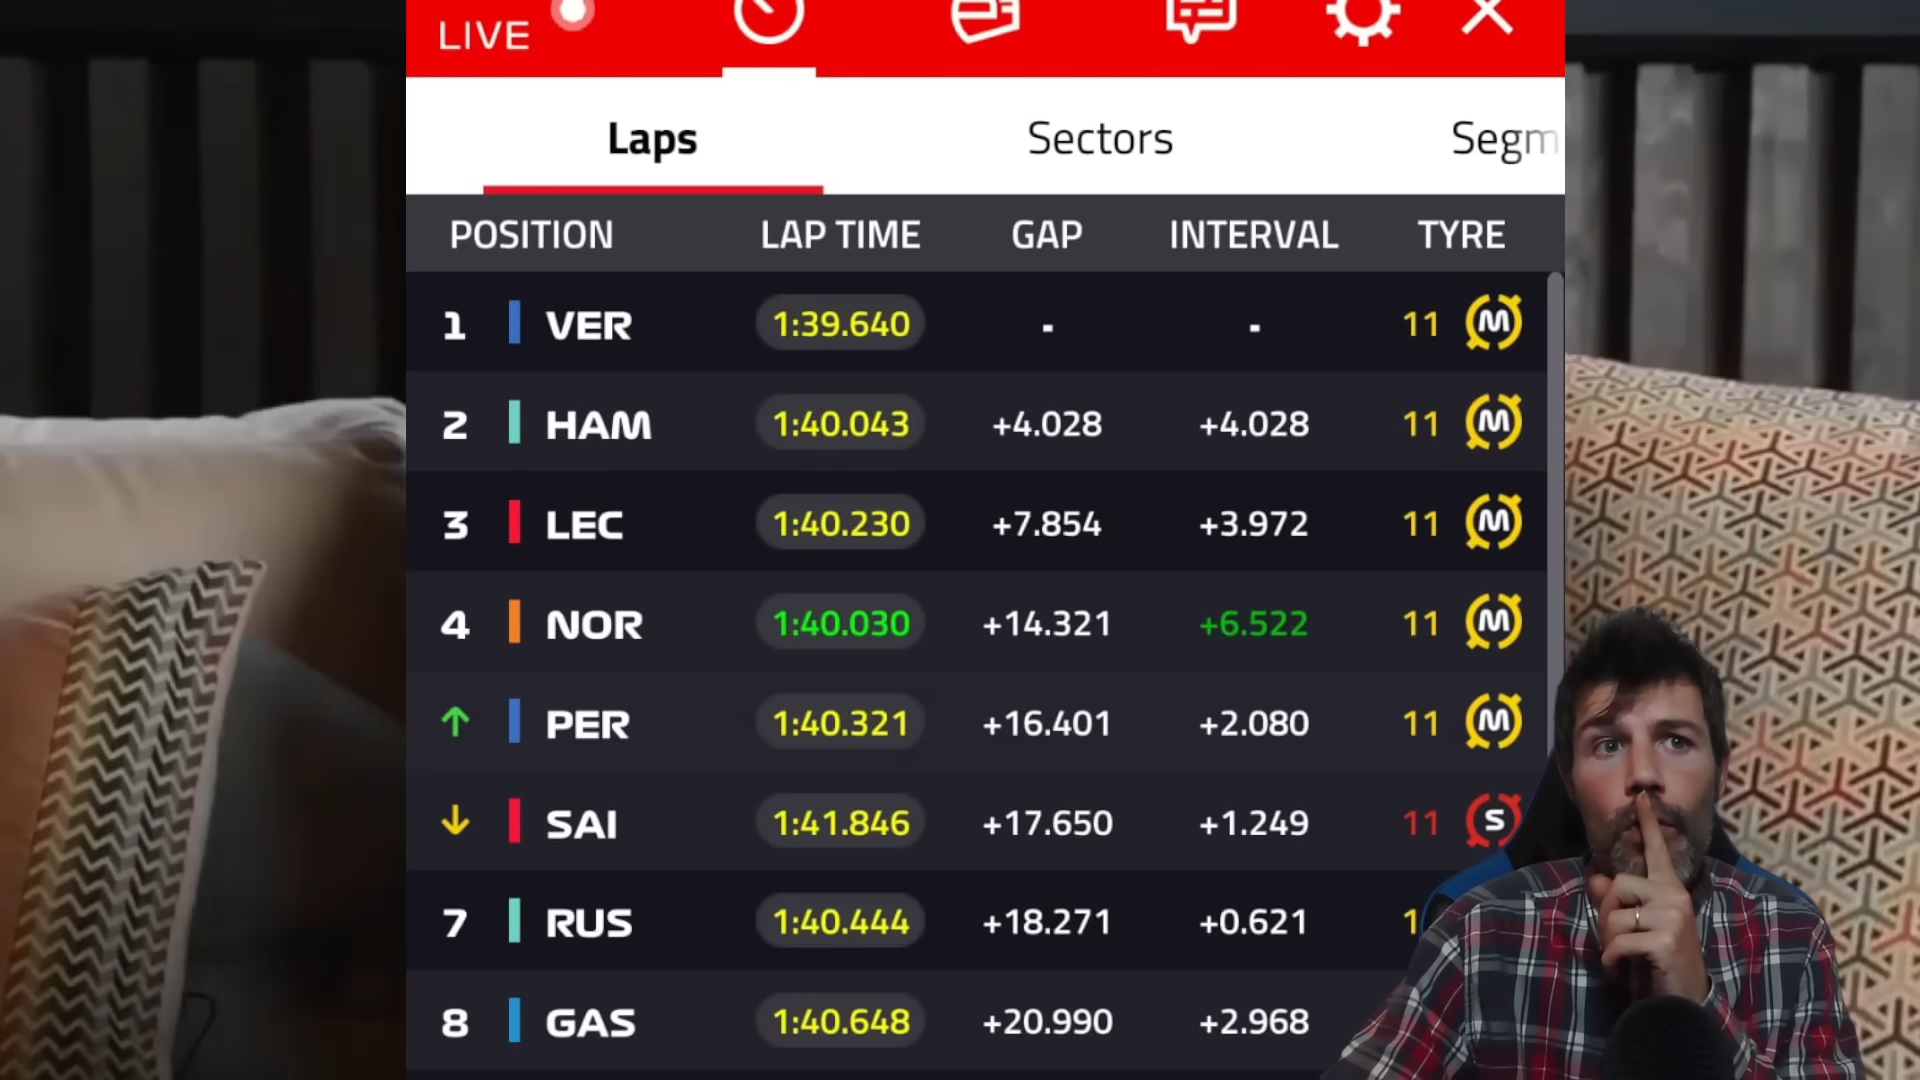 LIVE
Laps Sectors Segm
POSITION LAP TIME GAP INTERVAL TYRE
1 VER 1:39.640 - - 11 M
2 HAM 1:40.043 +4.028 +4.028 11 M
3 LEC 1:40.230 +7.854 +3.972 11 M
4 NOR 1:40.030 +14.321 +6.522 11 M
PER 1:40.321 +16.401 +2.080 11 M
SAI 1:41.846 +17.650 +1.249 11 S
7 RUS 1:40.444 +18.271 +0.621 1
8 GAS 1:40.648 +20.990 +2.968